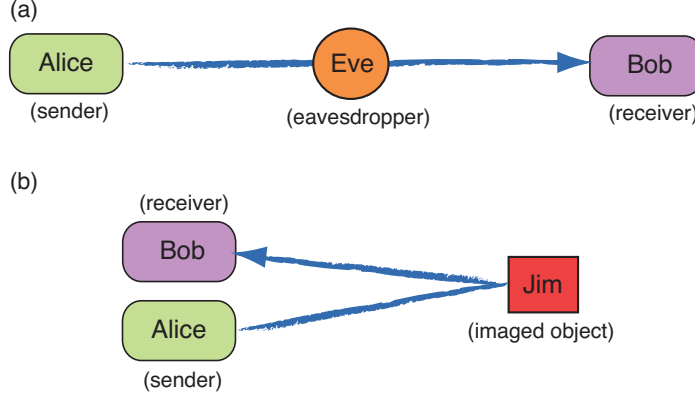 (a)
Alice
Eve
Bob
(sender)
(eavesdropper)
(receiver)
(b)
(receiver)
Bob
Jim
Alice
(imaged object)
(sender)